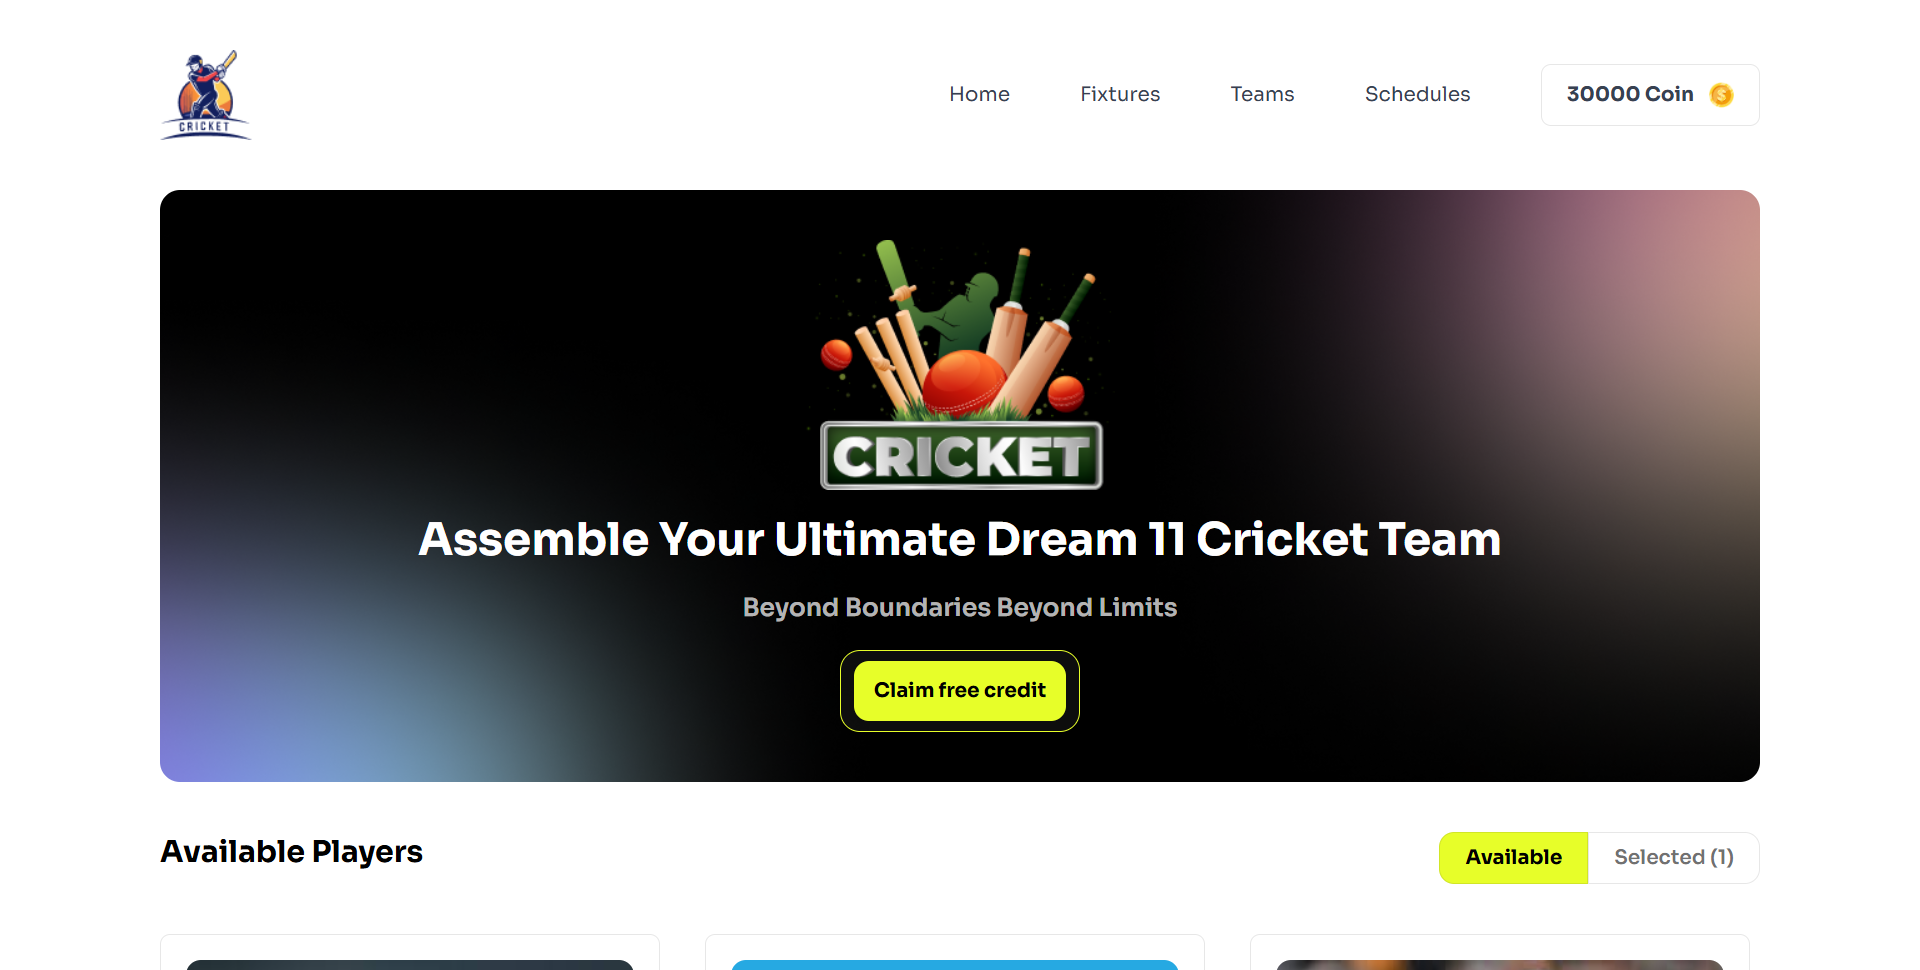 CRICKET
Home
Fixtures
Teams
Schedules
30000 Coin
CRICKET
Assemble Your Ultimate Dream 11 Cricket Team
Beyond Boundaries Beyond Limits
Claim free credit
Available Players
Available
Selected (1)